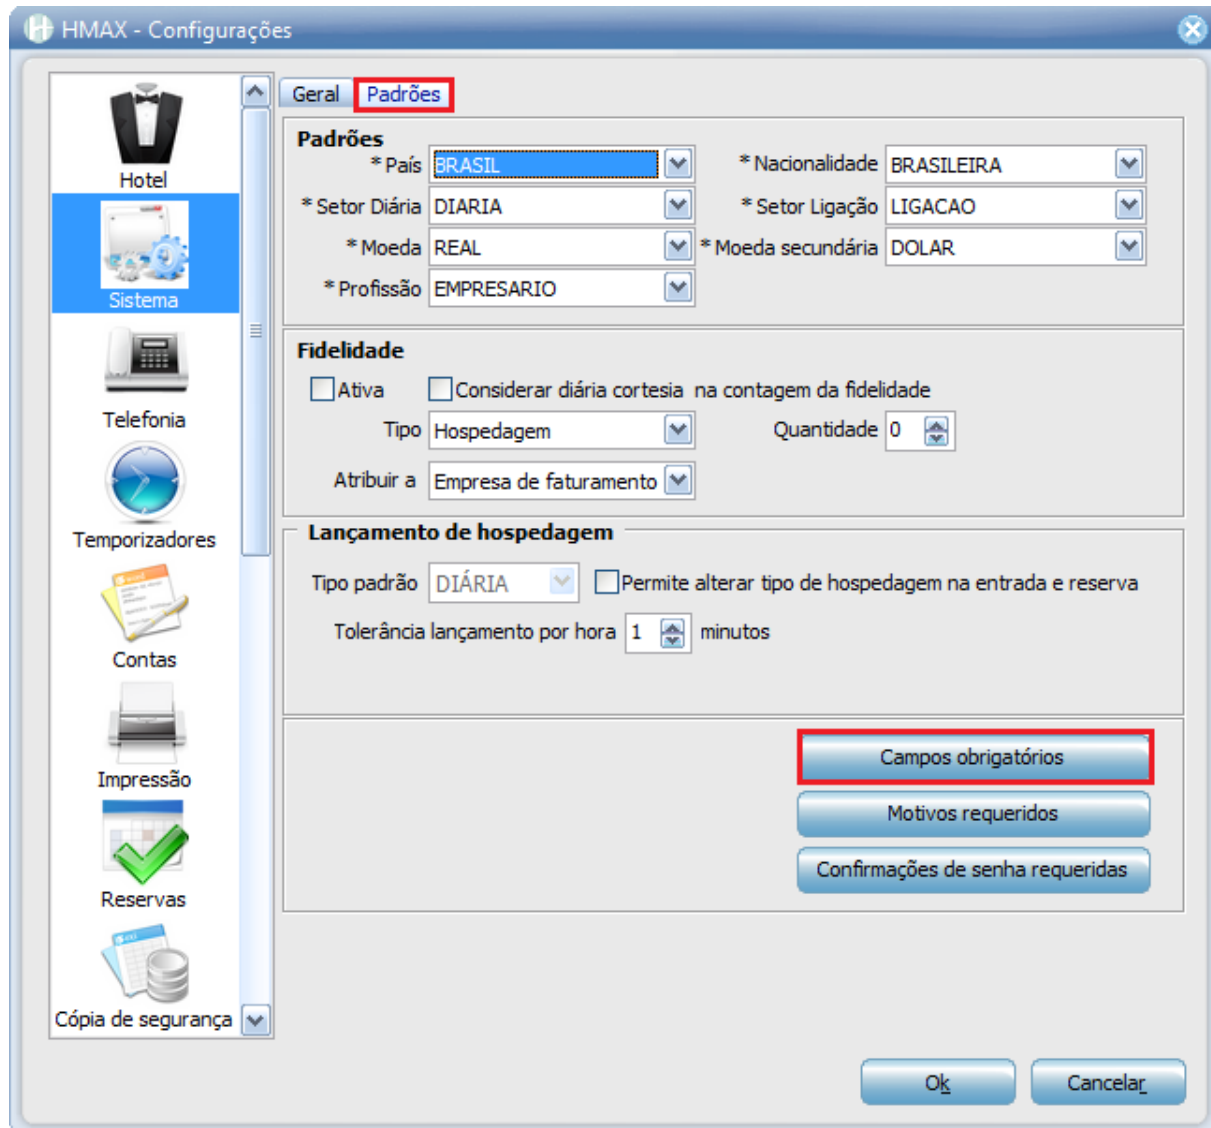 HMAX - Configurações
Hotel
Sistema
Telefonia
Temporizadores
Contas
Impressão
Reservas
Cópia de segurança
Geral Padrões
Padrões
* País BRASIL * Nacionalidade BRASILEIRA
* Setor Diária DIARIA * Setor Ligação LIGACAO
* Moeda REAL * Moeda secundária DOLAR
* Profissão EMPRESARIO
Fidelidade
Ativa Considerar diária cortesia na contagem da fidelidade
Tipo Hospedagem Quantidade 0
Atribuir a Empresa de faturamento
Lançamento de hospedagem
Tipo padrão DIÁRIA Permite alterar tipo de hospedagem na entrada e reserva
Tolerância lançamento por hora 1 minutos
Campos obrigatórios
Motivos requeridos
Confirmações de senha requeridas
Ok Cancelar